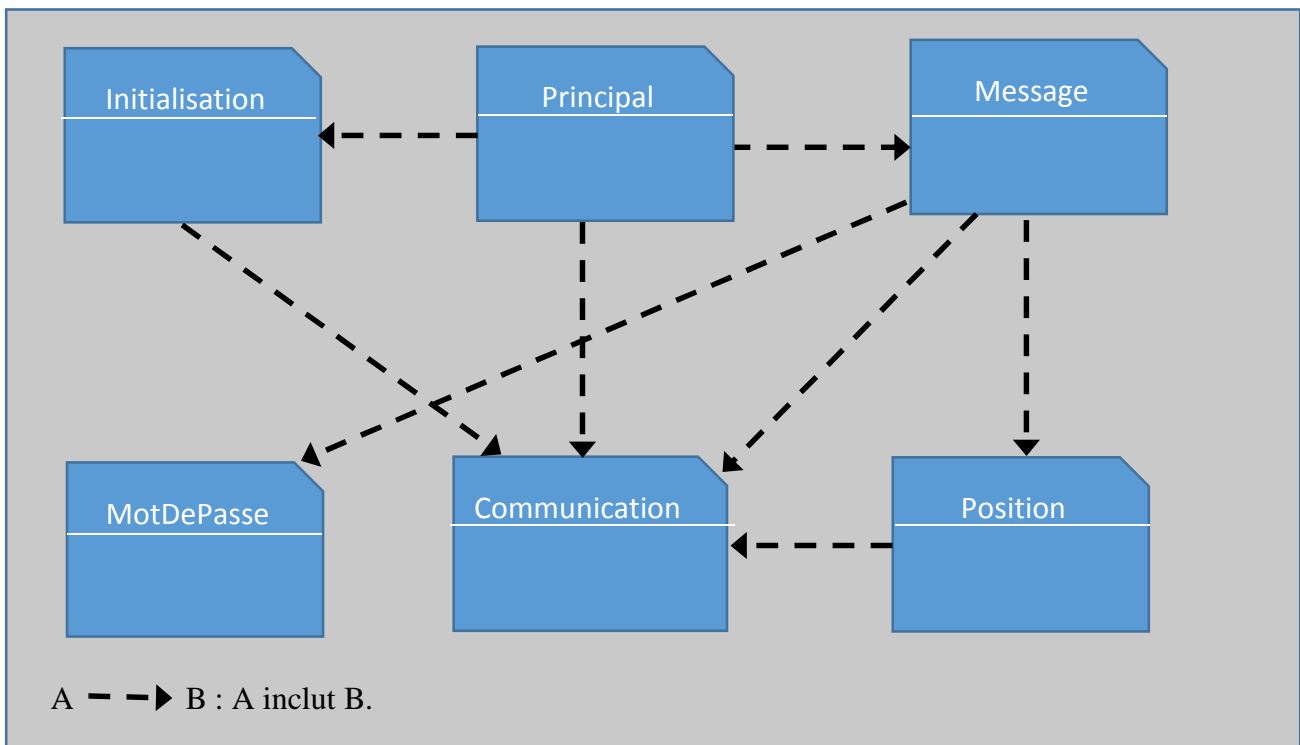 Initialisation
Principal
Message
MotDePasse
Communication
Position
A B : A inclut B.